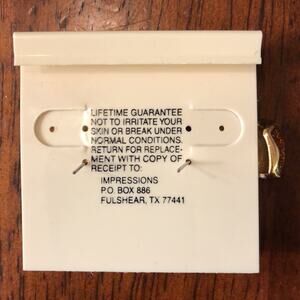 LIFETIME GUARANTEE
NOT TO IRRITATE YOUR
SKIN OR BREAK UNDER
NORMAL CONDITIONS.
RETURN FOR REPLACE-
MENT WITH COPY OF
RECEIPT TO:
IMPRESSIONS
P.O. BOX 886
FULSHEAR, TX 77441